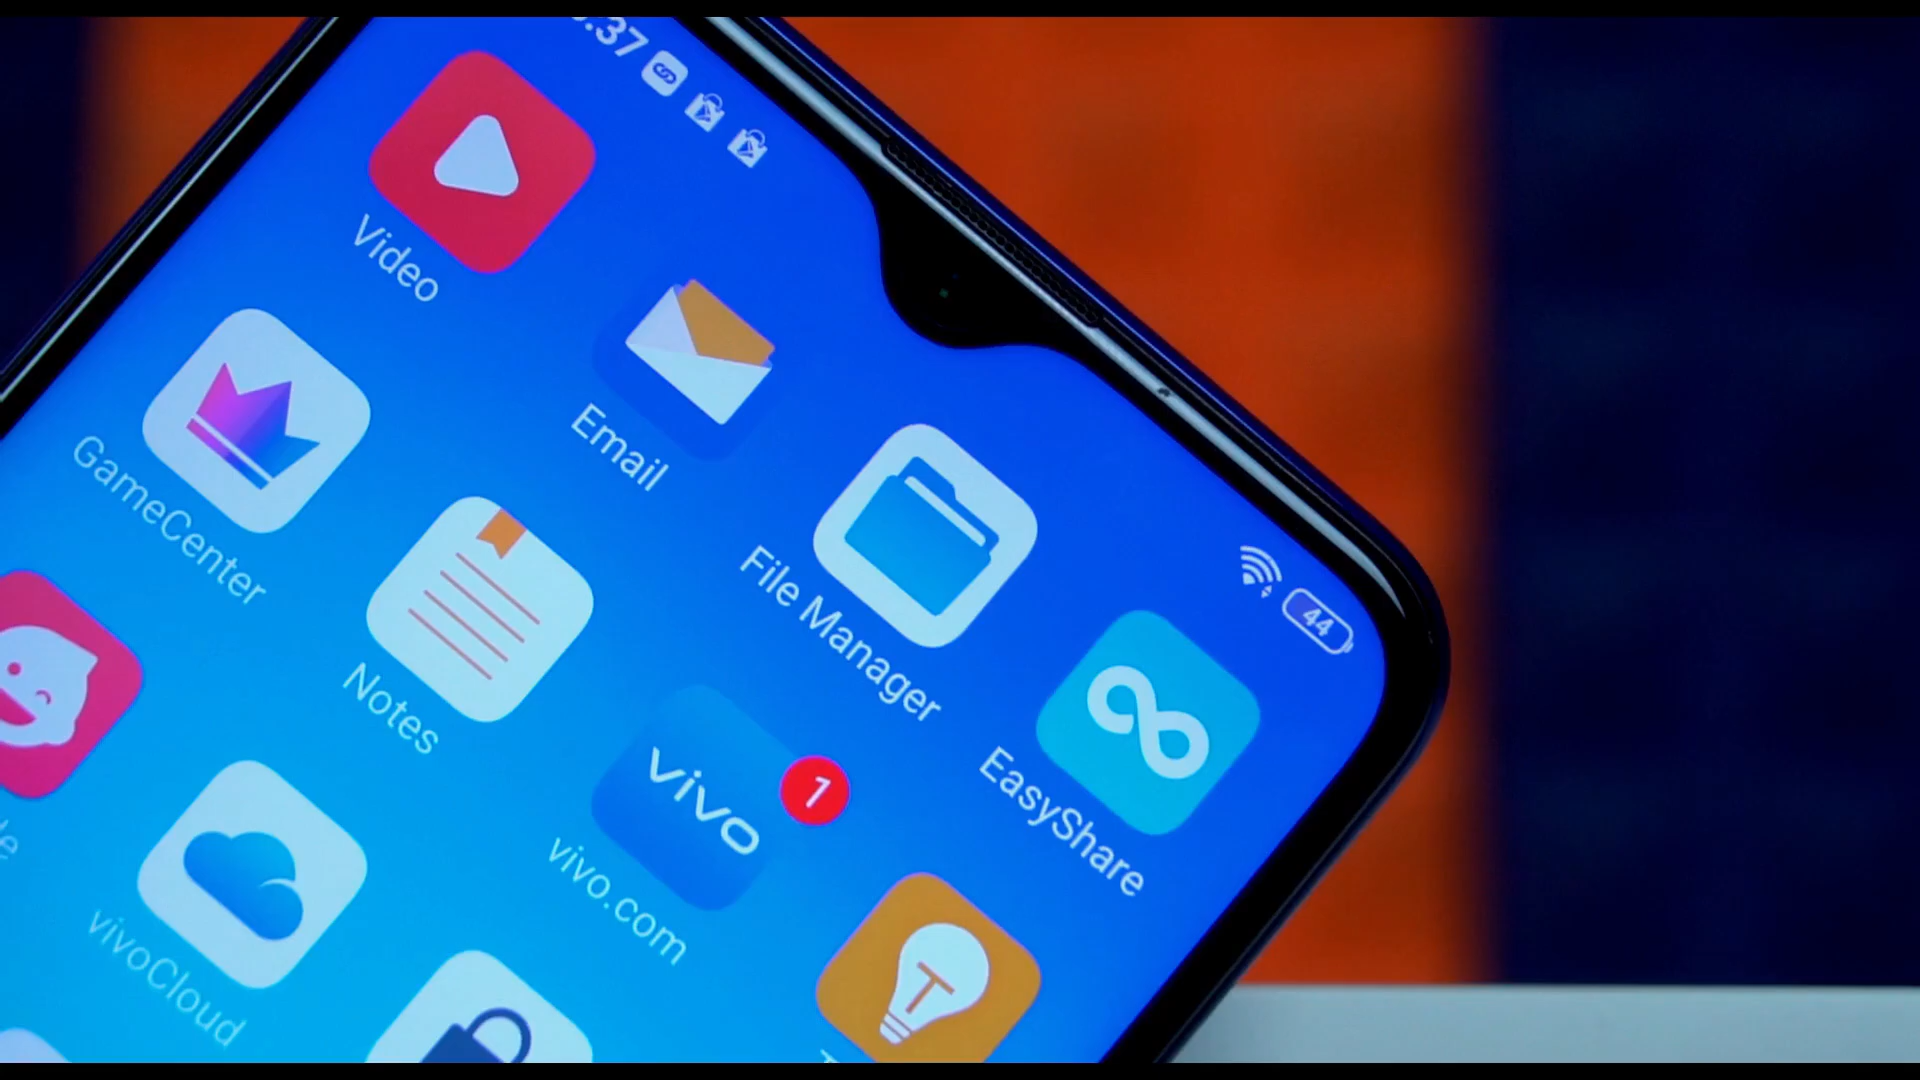 :37
44
Video
Email
File Manager
EasyShare
GameCenter
Notes
vivo
1
vivo.com
vivoCloud
T